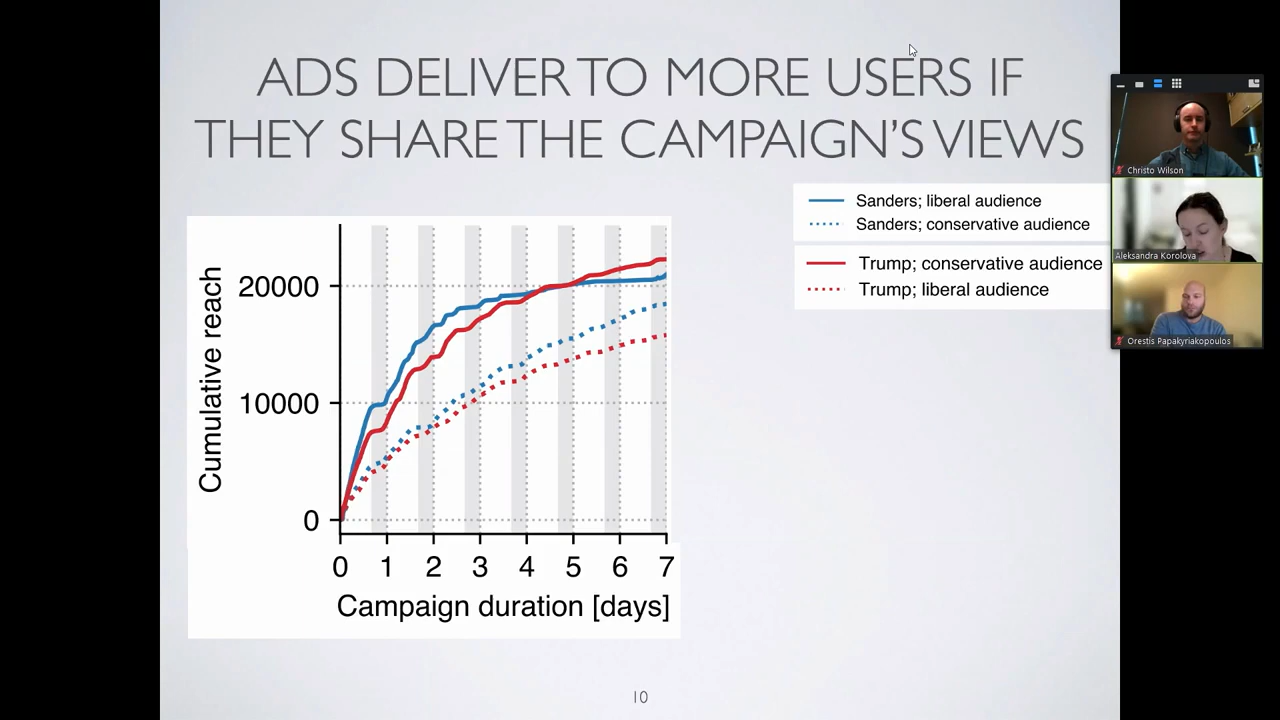 ADS DELIVER TO MORE USERS IF
THEY SHARE THE CAMPAIGN'S VIEWS
Sanders; liberal audience
Sanders; conservative audience
Trump; conservative audience
Trump; liberal audience
Cumulative reach
20000
10000
0
0 1 2 3 4 5 6 7
Campaign duration [days]
10
Christo Wilson
Aleksandra Korolova
Orestis Papakyriakopoulos